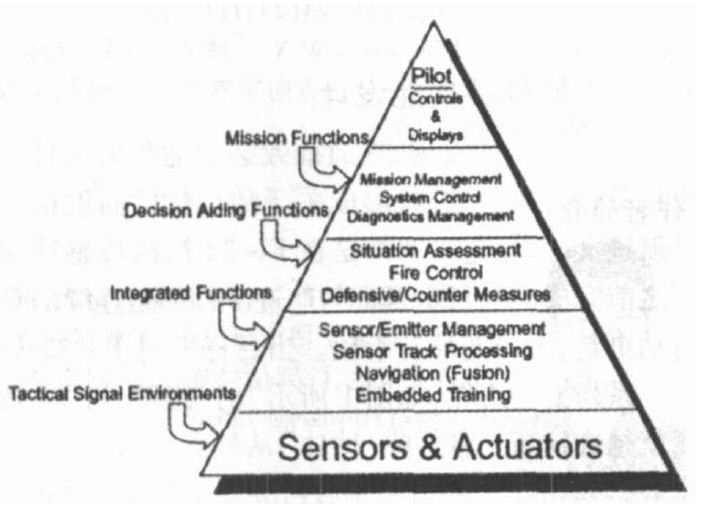 Pilot
Controls
&
Displays
Mission Functions
Mission Management
System Control
Diagnostics Management
Decision Aiding Functions
Situation Assessment
Fire Control
Defensive/Counter Measures
Integrated Functions
Sensor/Emitter Management
Sensor Track Processing
Navigation (Fusion)
Embedded Training
Tactical Signal Environments
Sensors & Actuators